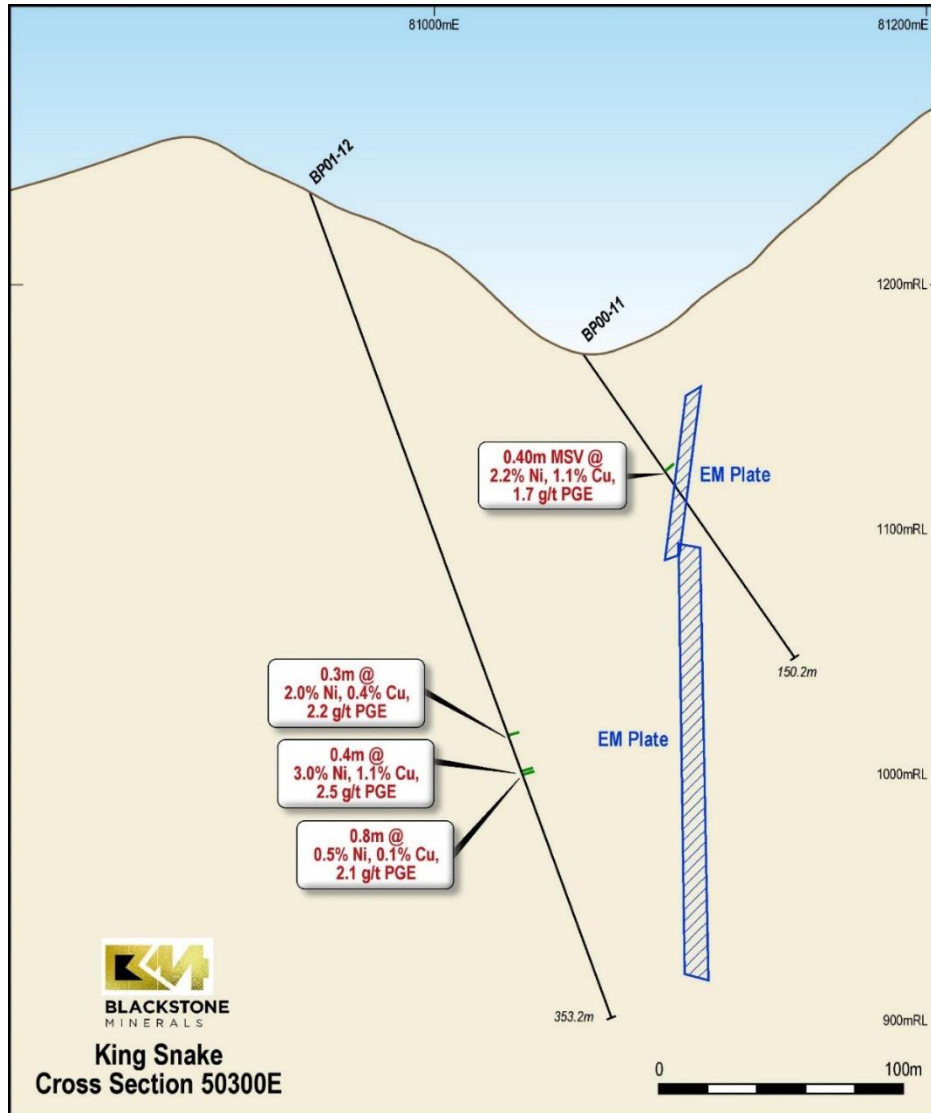 81000mE
81200mE
BP01-12
BP00-11
1200mRL
0.40m MSV @
2.2% Ni, 1.1% Cu,
1.7 g/t PGE
EM Plate
1100mRL
150.2m
0.3m @
2.0% Ni, 0.4% Cu,
2.2 g/t PGE
EM Plate
0.4m @
3.0% Ni, 1.1% Cu,
2.5 g/t PGE
1000mRL
0.8m @
0.5% Ni, 0.1% Cu,
2.1 g/t PGE
353.2m
900mRL
BLACKSTONE
MINERALS
King Snake
Cross Section 50300E
0
100m